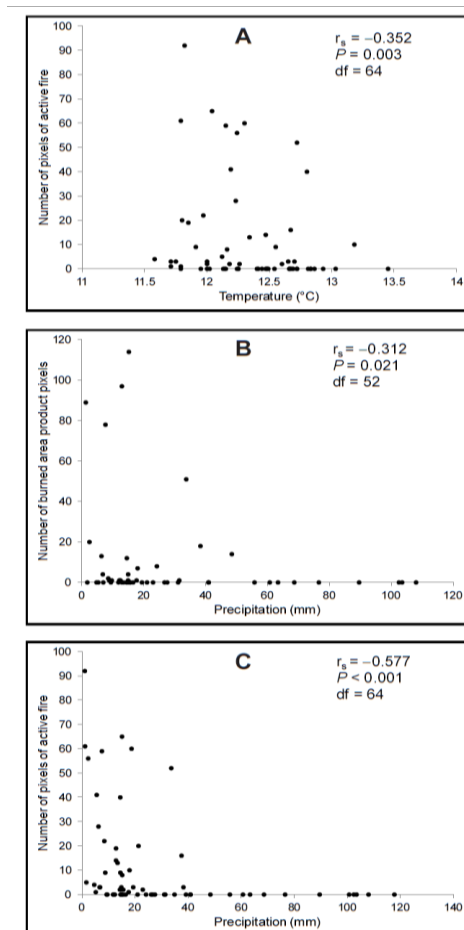 A
r_s = −0.352
P = 0.003
df = 64
Number of pixels of active fire
100
90
80
70
60
50
40
30
20
10
0
11 11.5 12 12.5 13 13.5 14
Temperature (°C)
B
r_s = −0.312
P = 0.021
df = 52
Number of burned area product pixels
120
100
80
60
40
20
0
0 20 40 60 80 100 120
Precipitation (mm)
C
r_s = −0.577
P < 0.001
df = 64
Number of pixels of active fire
100
90
80
70
60
50
40
30
20
10
0
0 20 40 60 80 100 120 140
Precipitation (mm)